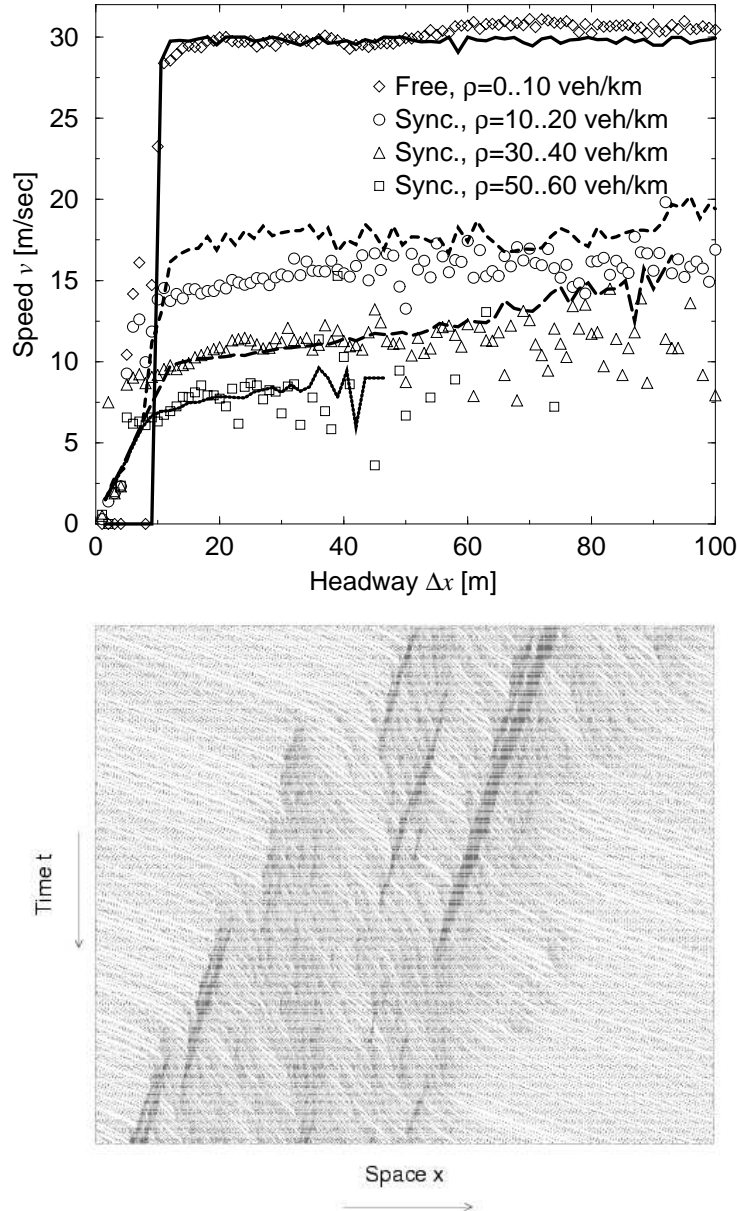 30
25
20
15
10
5
0
Speed v [m/sec]
Free, ρ=0..10 veh/km
Sync., ρ=10..20 veh/km
Sync., ρ=30..40 veh/km
Sync., ρ=50..60 veh/km
0 20 40 60 80 100
Headway Δx [m]
Time t
Space x